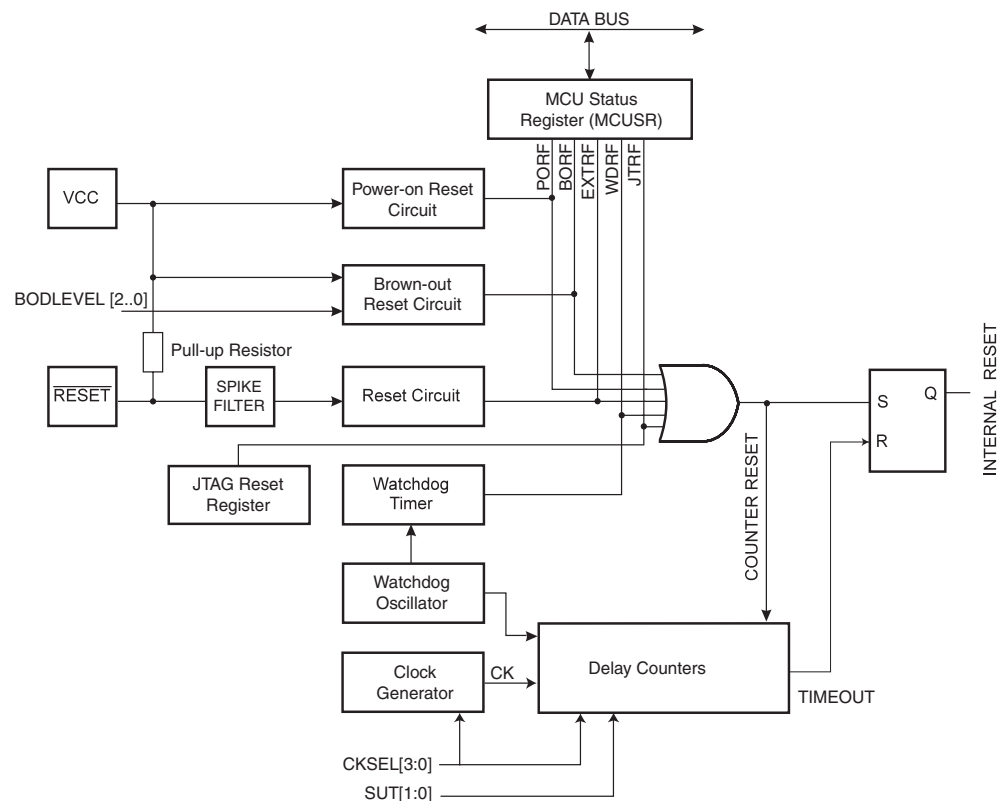 DATA BUS
MCU Status
Register (MCUSR)
PORF
BORF
EXTRF
WDRF
JTRF
VCC
Power-on Reset
Circuit
Brown-out
Reset Circuit
BODLEVEL [2..0]
Pull-up Resistor
RESET
SPIKE
FILTER
Reset Circuit
S
Q
R
INTERNAL RESET
JTAG Reset
Register
Watchdog
Timer
COUNTER RESET
Watchdog
Oscillator
Clock
Generator
CK
Delay Counters
TIMEOUT
CKSEL[3:0]
SUT[1:0]